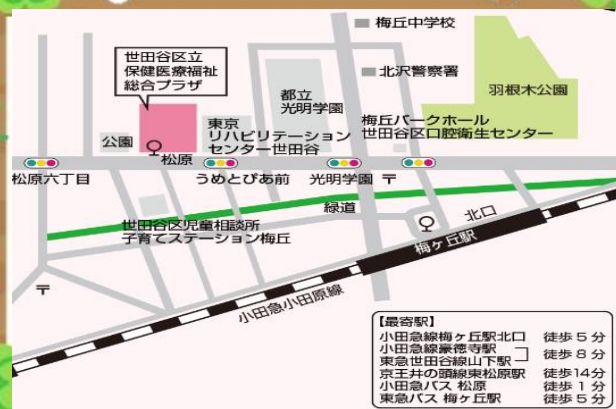 梅丘中学校
世田谷区立
保健医療福祉
総合プラザ
北沢警察署
羽根木公園
都立
光明学園
梅丘パークホール
世田谷区口腔衛生センター
東京
リハビリテーション
センター世田谷
公園
松原
松原六丁目
うめとぴあ前
光明学園
〒
緑道
北口
世田谷区児童相談所
子育てステーション梅丘
梅ヶ丘駅
〒
小田急小田原線
【最寄駅】
小田急線梅ヶ丘駅北口 徒歩5分
小田急線豪徳寺駅
東急世田谷線山下駅 徒歩8分
京王井の頭線東松原駅 徒歩14分
小田急バス 松原 徒歩1分
東急バス 梅ヶ丘駅 徒歩5分